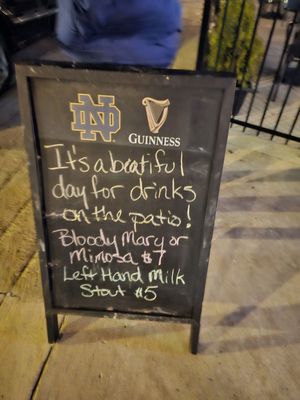 ND
GUINNESS
It's a beatiful
day for drinks
on the patio!
Bloody Mary or
Mimosa $7
Left Hand Milk
Stout $5